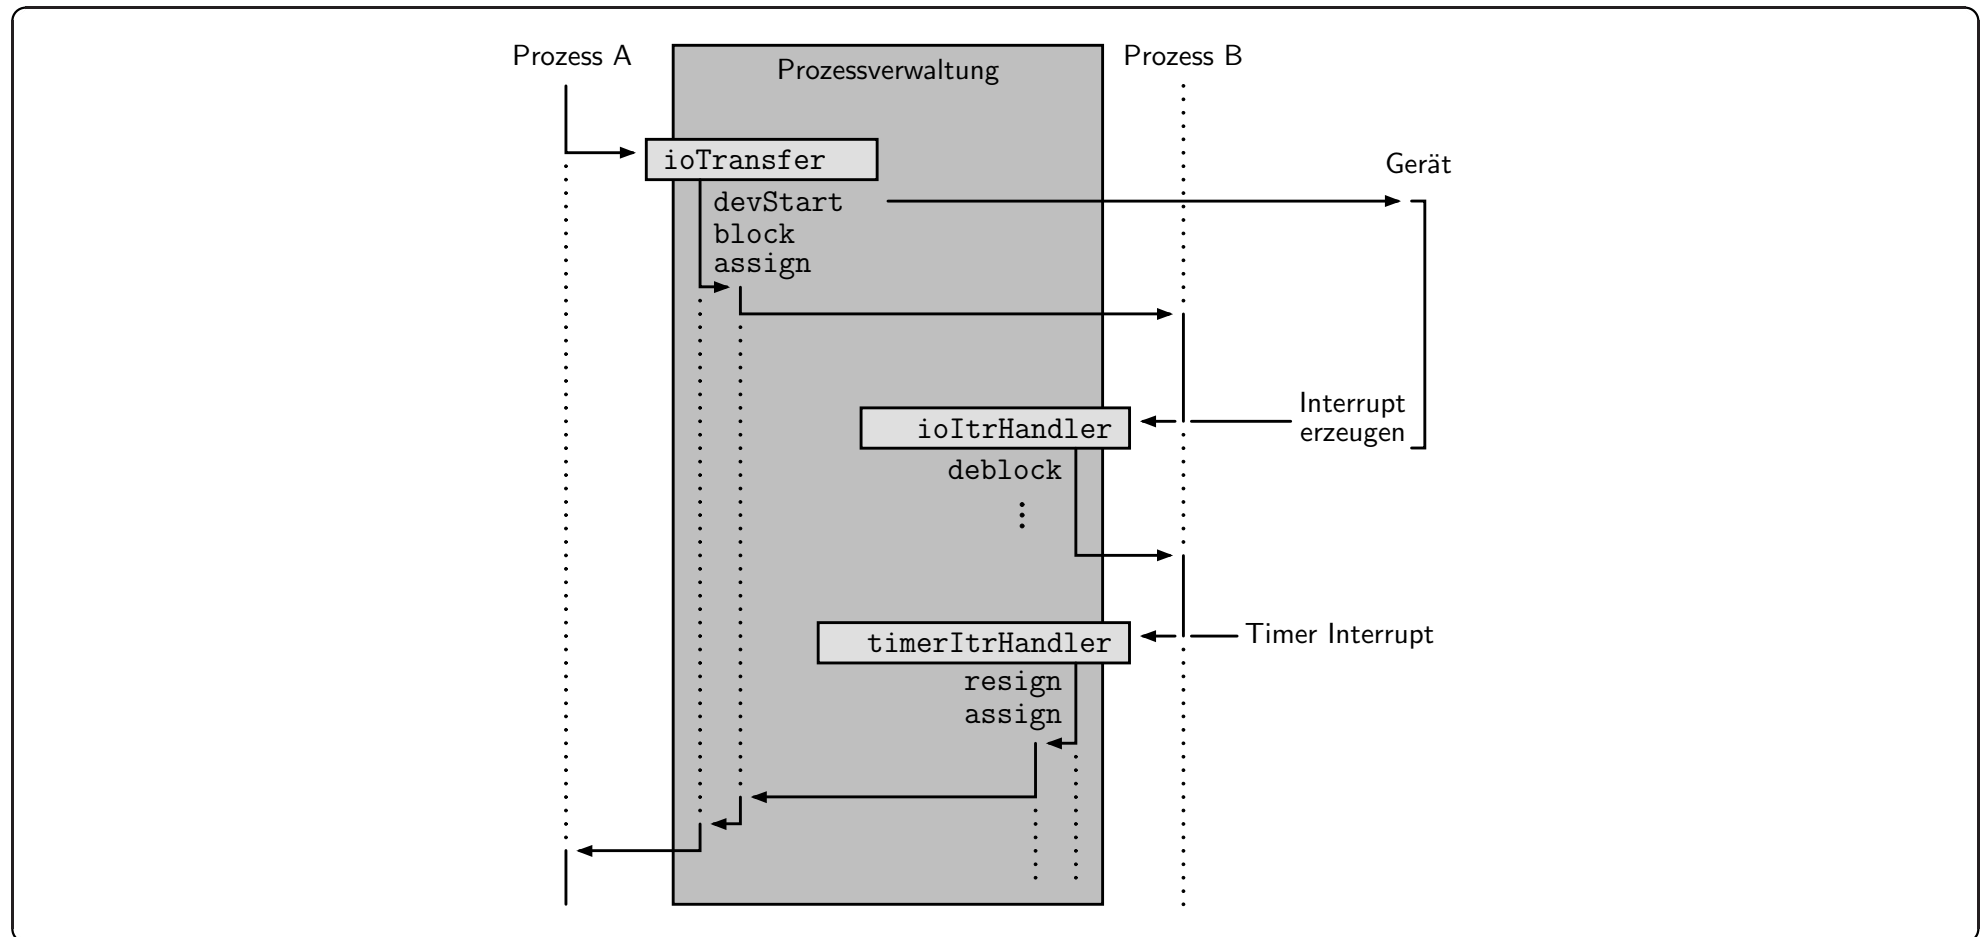 Prozess A
Prozessverwaltung
Prozess B
ioTransfer
Gerät
devStart
block
assign
Interrupt
erzeugen
ioItrHandler
deblock
timerItrHandler
Timer Interrupt
resign
assign